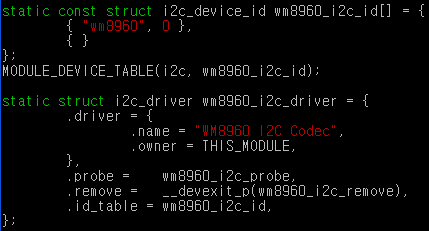 static const struct i2c_device_id wm8960_i2c_id[] = {
        { "wm8960", 0 },
        { }
};
MODULE_DEVICE_TABLE(i2c, wm8960_i2c_id);

static struct i2c_driver wm8960_i2c_driver = {
        .driver = {
                .name = "WM8960 I2C Codec",
                .owner = THIS_MODULE,
        },
        .probe =    wm8960_i2c_probe,
        .remove =   __devexit_p(wm8960_i2c_remove),
        .id_table = wm8960_i2c_id,
};